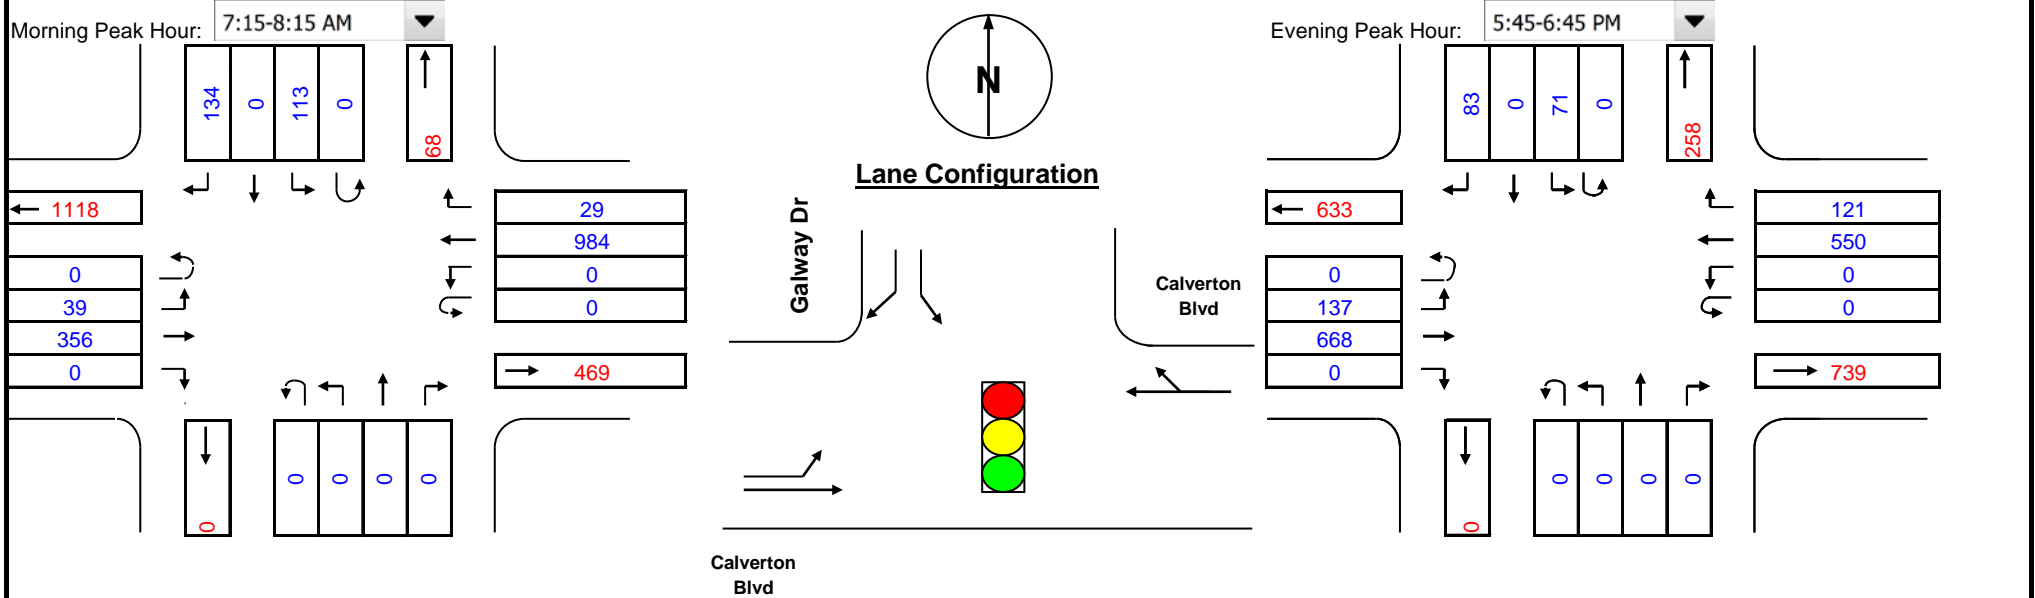 Morning Peak Hour: 7:15-8:15 AM
134 0 113 0
68
1118
29
984
0
0
0
39
356
0
469
0
0 0 0 0
N
Lane Configuration
Galway Dr
Calverton
Blvd
Calverton
Blvd
Evening Peak Hour: 5:45-6:45 PM
83 0 71 0
258
633
121
550
0
0
0
137
668
0
739
0
0 0 0 0